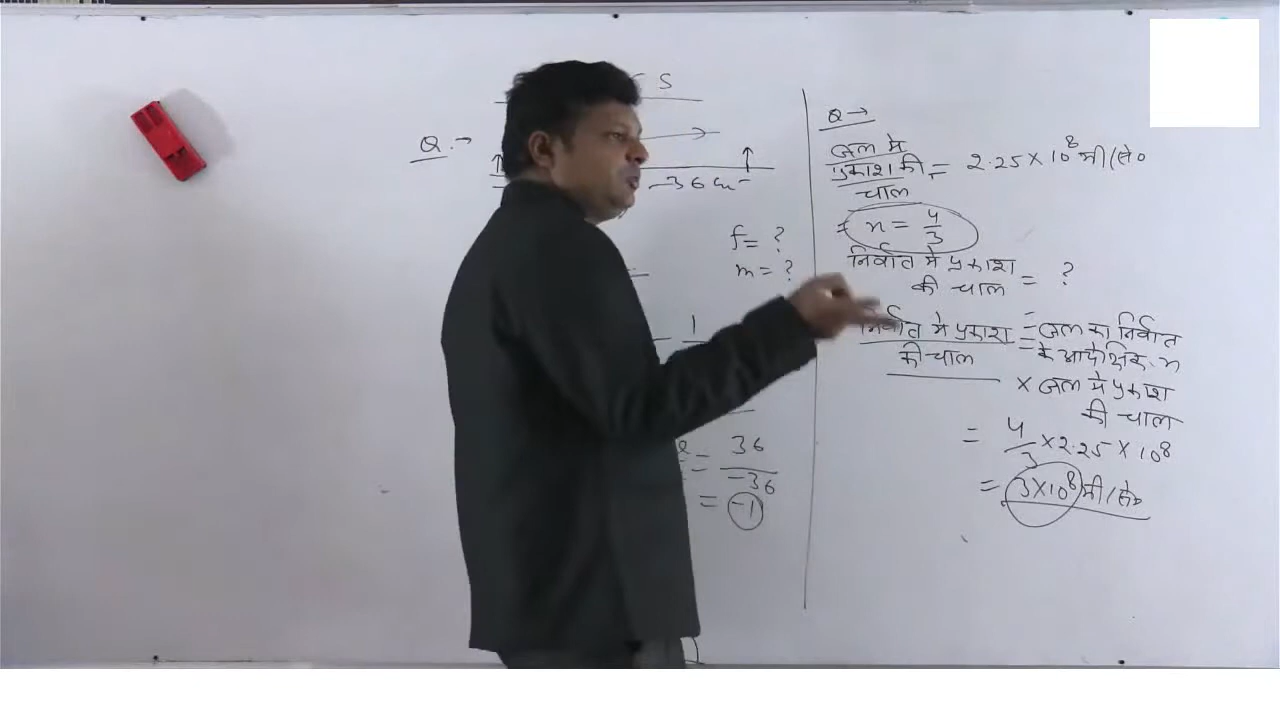 S
Q :→
36 cm
f = ?
m = ?
1
= 36
-36
= -1
Q →
जल मे
प्रकाश की = 2.25 × 10⁸ मी/से०
चाल
n = 4/3
निर्वात मे प्रकाश
की चाल = ?
निर्वात मे प्रकाश = जल का निर्वात
की चाल के आपेक्षिक n
× जल मे प्रकाश
की चाल
= 4/3 × 2.25 × 10⁸
= 3×10⁸ मी/से०